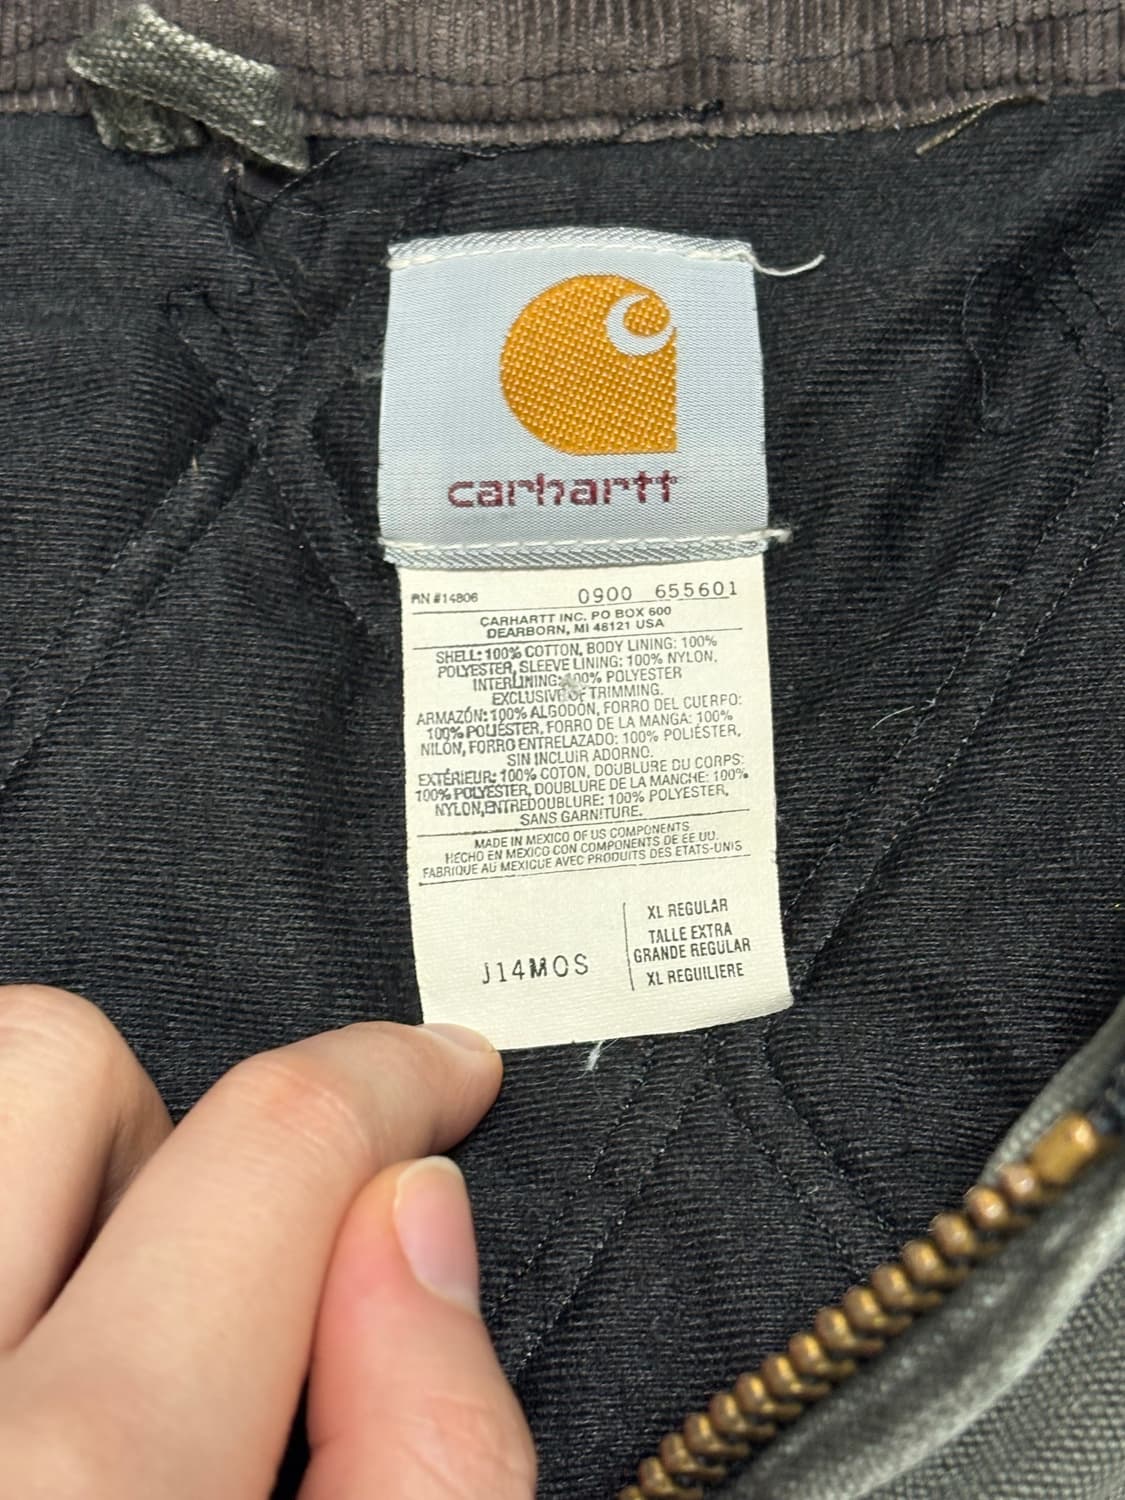 carhartt
RN #14806 0900 655601
CARHARTT INC. PO BOX 600
DEARBORN, MI 48121 USA
SHELL: 100% COTTON, BODY LINING: 100%
POLYESTER, SLEEVE LINING: 100% NYLON,
INTERLINING: 100% POLYESTER
EXCLUSIVE OF TRIMMING.
ARMAZÓN: 100% ALGODÓN, FORRO DEL CUERPO:
100% POLIÉSTER, FORRO DE LA MANGA: 100%
NILÓN, FORRO ENTRELAZADO: 100% POLIÉSTER,
SIN INCLUIR ADORNO.
EXTÉRIEUR: 100% COTON, DOUBLURE DU CORPS:
100% POLYESTER, DOUBLURE DE LA MANCHE: 100%
NYLON,ENTREDOUBLURE: 100% POLYESTER,
SANS GARNITURE.
MADE IN MEXICO OF US COMPONENTS
HECHO EN MEXICO CON COMPONENTS DE EE UU.
FABRIQUE AU MEXIQUE AVEC PRODUITS DES ETATS-UNIS
XL REGULAR
TALLE EXTRA
GRANDE REGULAR
XL REGUILIERE
J14MOS